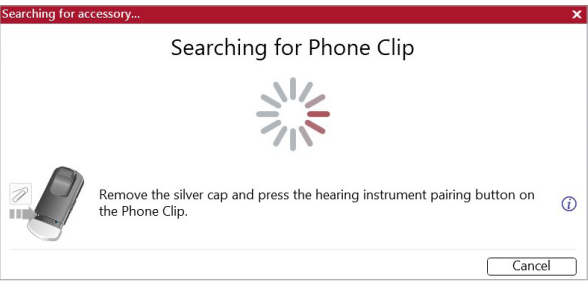 Searching for accessory...
Searching for Phone Clip
Remove the silver cap and press the hearing instrument pairing button on
the Phone Clip.
Cancel